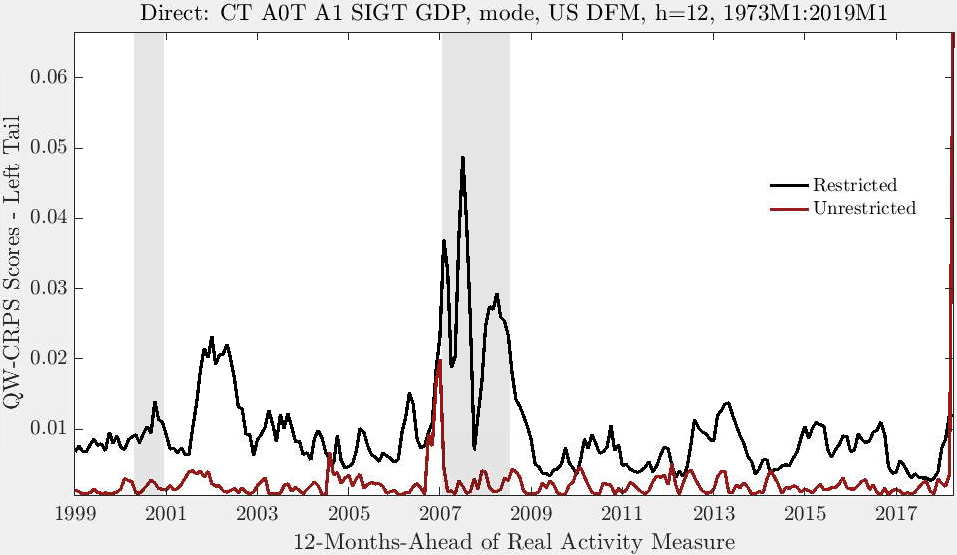 Direct: CT A0T A1 SIGT GDP, mode, US DFM, h=12, 1973M1:2019M1
QW-CRPS Scores - Left Tail
0.06
0.05
0.04
0.03
0.02
0.01
Restricted
Unrestricted
1999 2001 2003 2005 2007 2009 2011 2013 2015 2017
12-Months-Ahead of Real Activity Measure